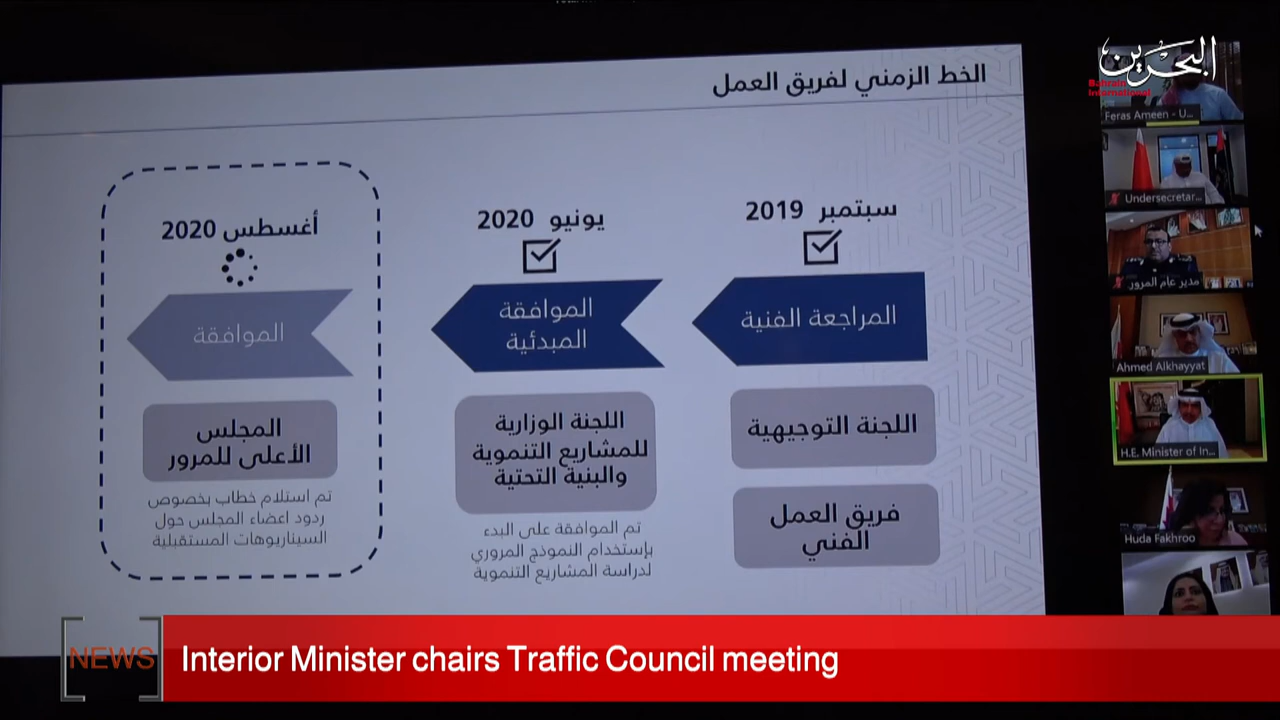 الخط الزمني لفريق العمل
سبتمبر 2019
المراجعة الفنية
اللجنة التوجيهية
فريق العمل
الفني
يونيو 2020
الموافقة
المبدئية
اللجنة الوزارية
للمشاريع التنموية
والبنية التحتية
تم الموافقة على البدء
بإستخدام النموذج المروري
لدراسة المشاريع التنموية
أغسطس 2020
الموافقة
المجلس
الأعلى للمرور
تم استلام خطاب بخصوص
ردود اعضاء المجلس حول
السيناريوهات المستقبلية
البحرين
Bahrain
International
Feras Ameen - U...
Undersecretar...
مدير عام المرور
Ahmed Alkhayyat
H.E. Minister of In...
Huda Fakhroo
NEWS
Interior Minister chairs Traffic Council meeting